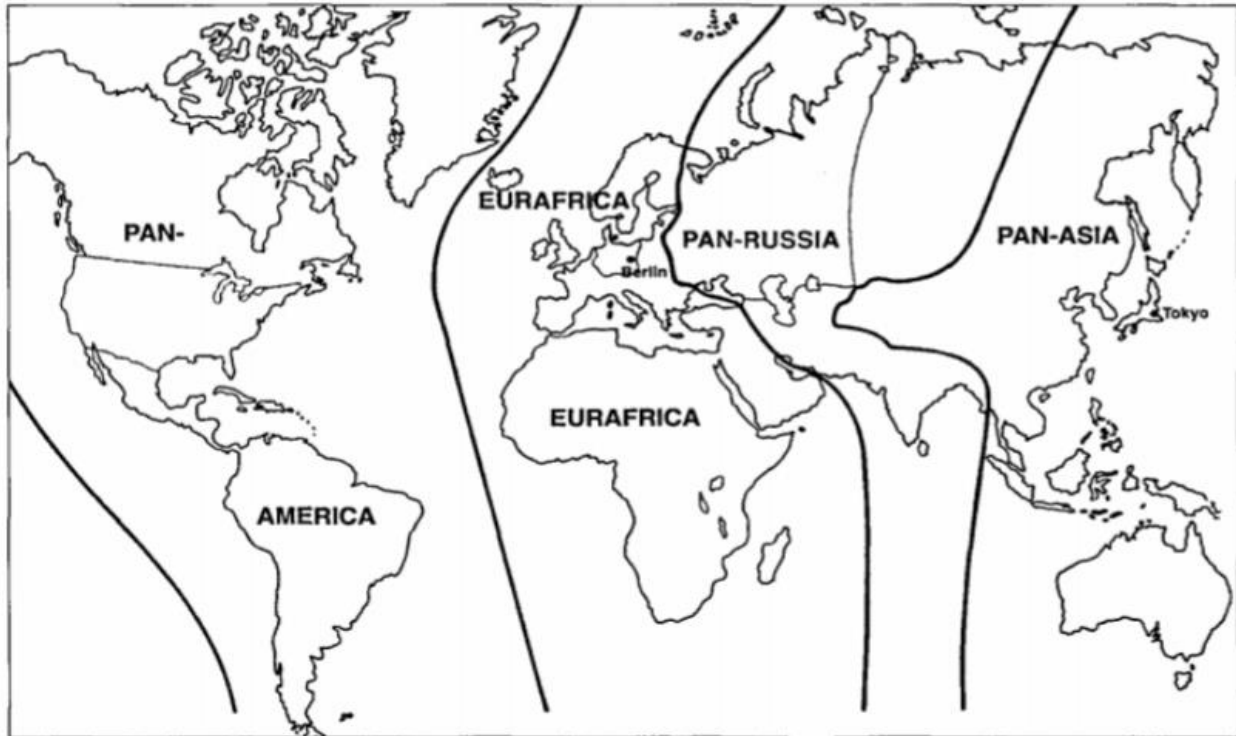 EURAFRICA
PAN-
PAN-RUSSIA
PAN-ASIA
Berlin
Tokyo
EURAFRICA
AMERICA